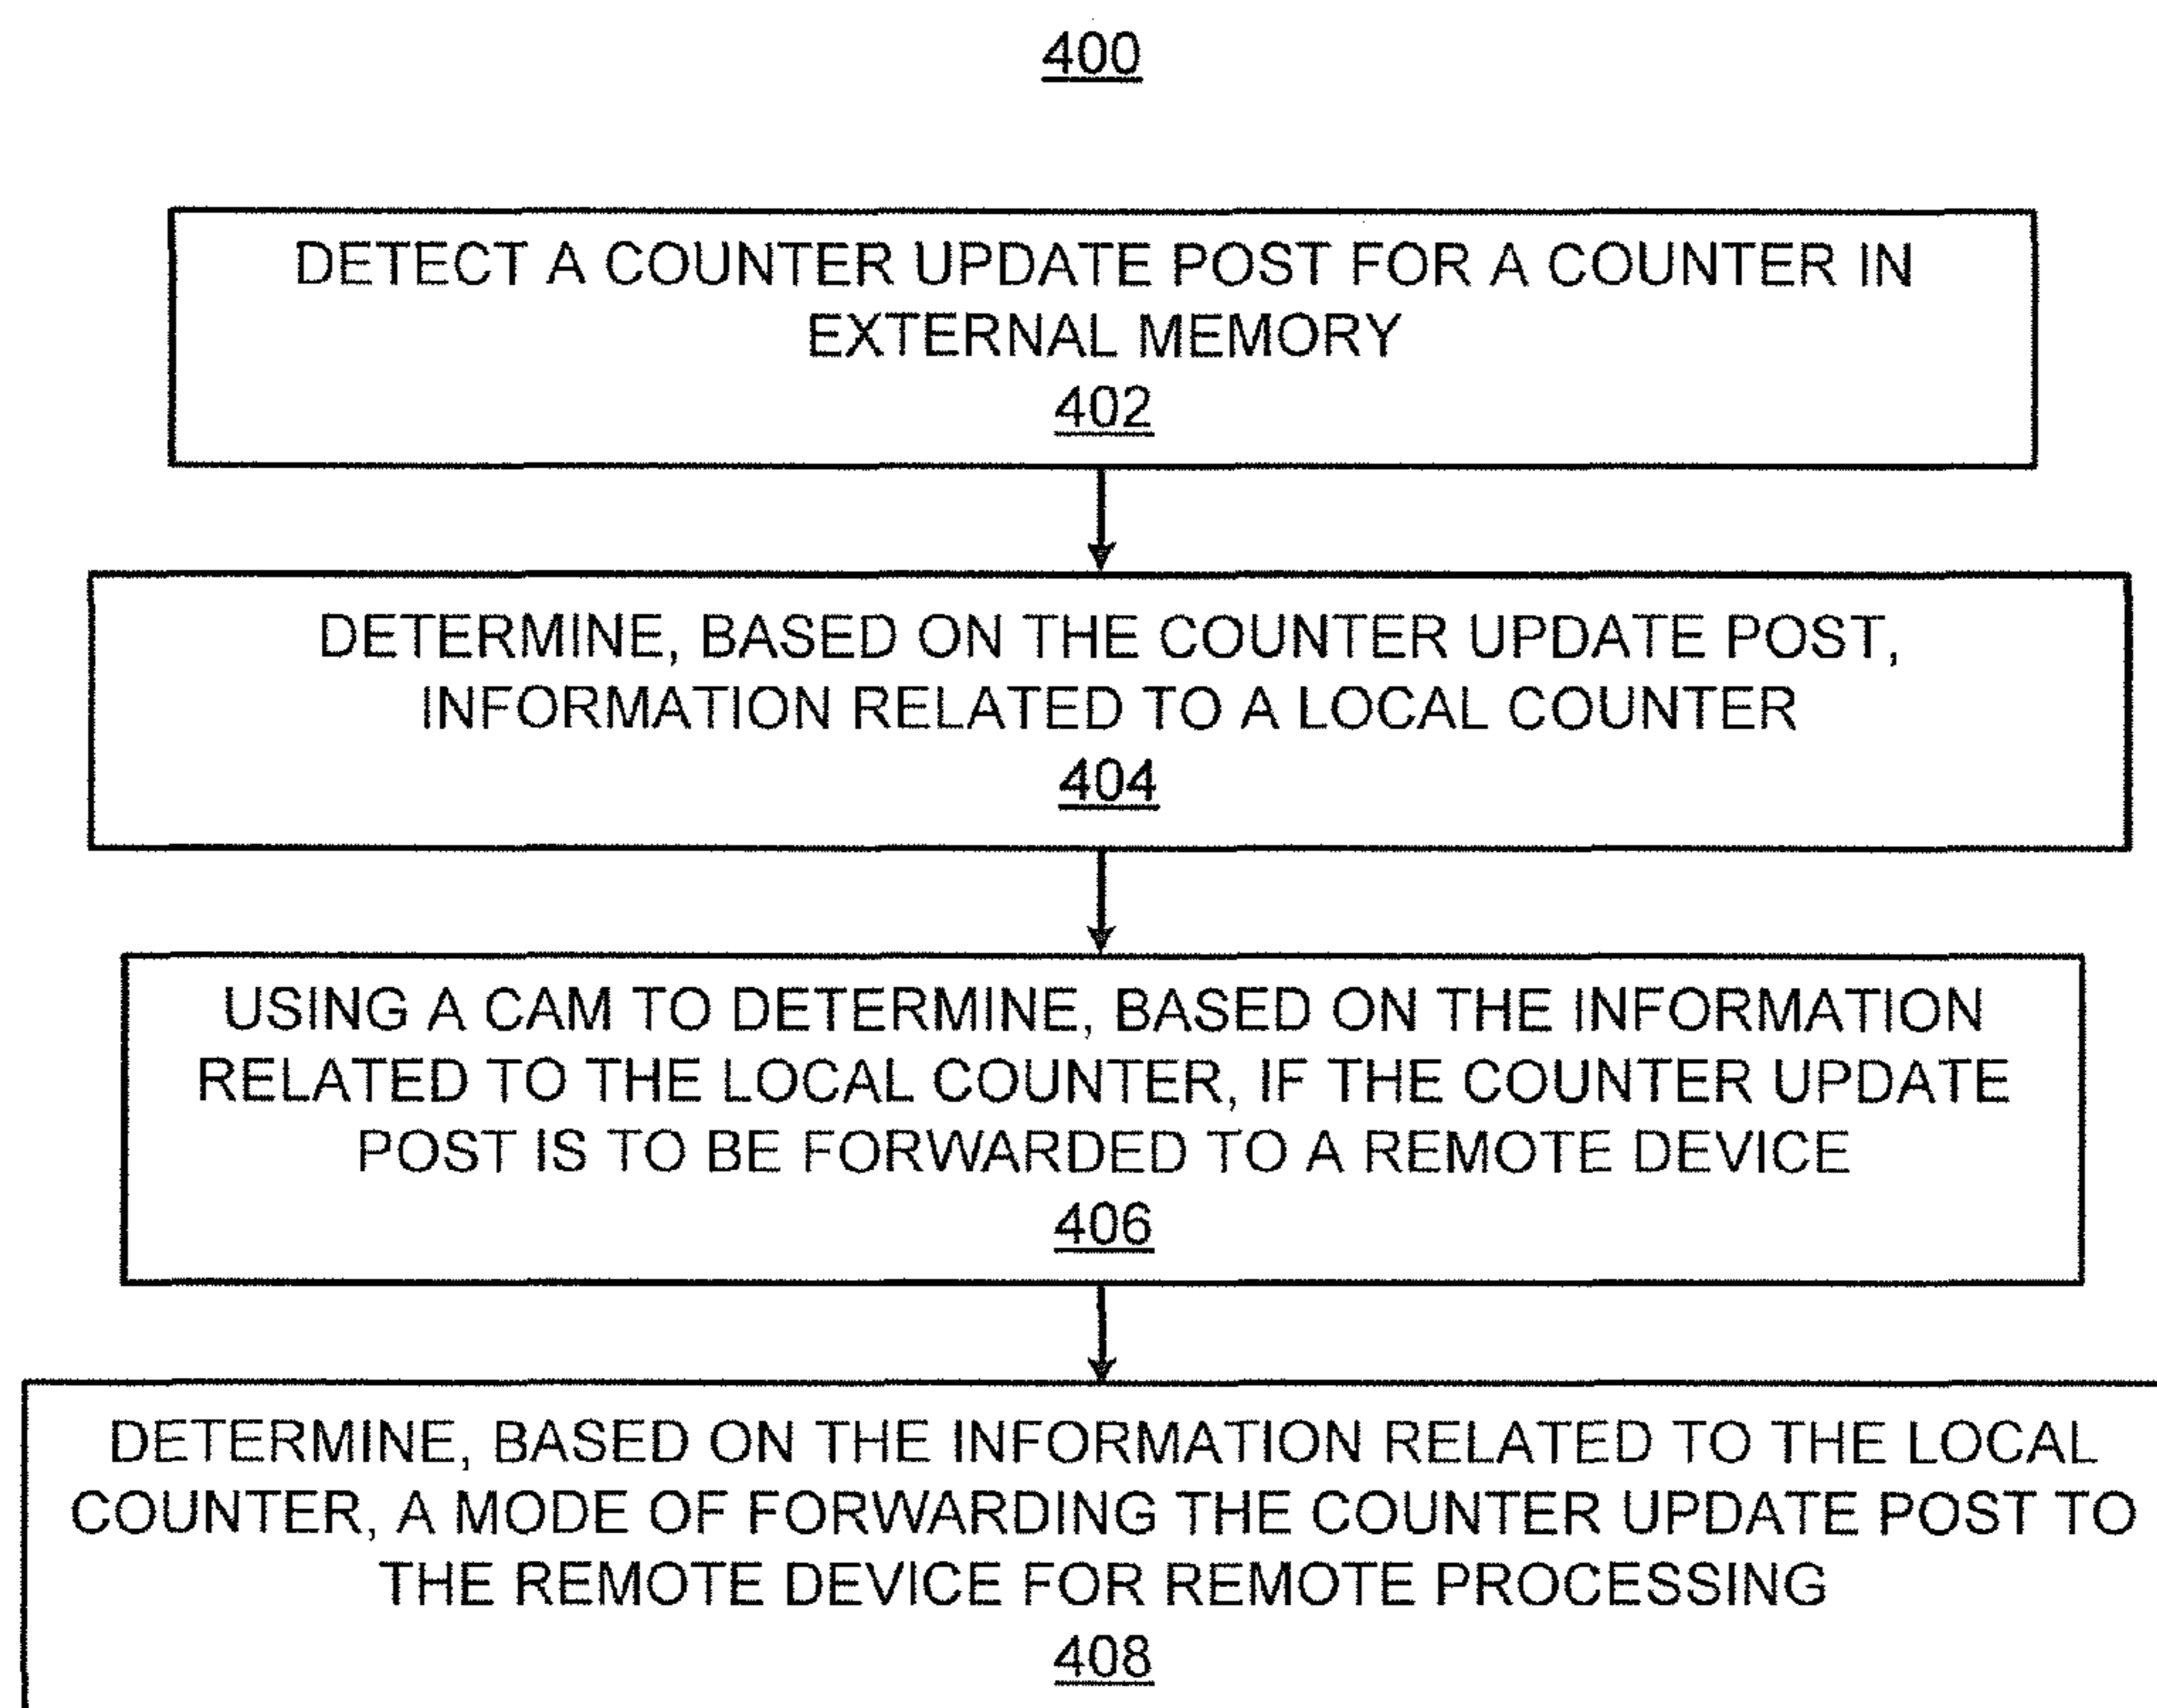 400
DETECT A COUNTER UPDATE POST FOR A COUNTER IN
EXTERNAL MEMORY
402
DETERMINE, BASED ON THE COUNTER UPDATE POST,
INFORMATION RELATED TO A LOCAL COUNTER
404
USING A CAM TO DETERMINE, BASED ON THE INFORMATION
RELATED TO THE LOCAL COUNTER, IF THE COUNTER UPDATE
POST IS TO BE FORWARDED TO A REMOTE DEVICE
406
DETERMINE, BASED ON THE INFORMATION RELATED TO THE LOCAL
COUNTER, A MODE OF FORWARDING THE COUNTER UPDATE POST TO
THE REMOTE DEVICE FOR REMOTE PROCESSING
408